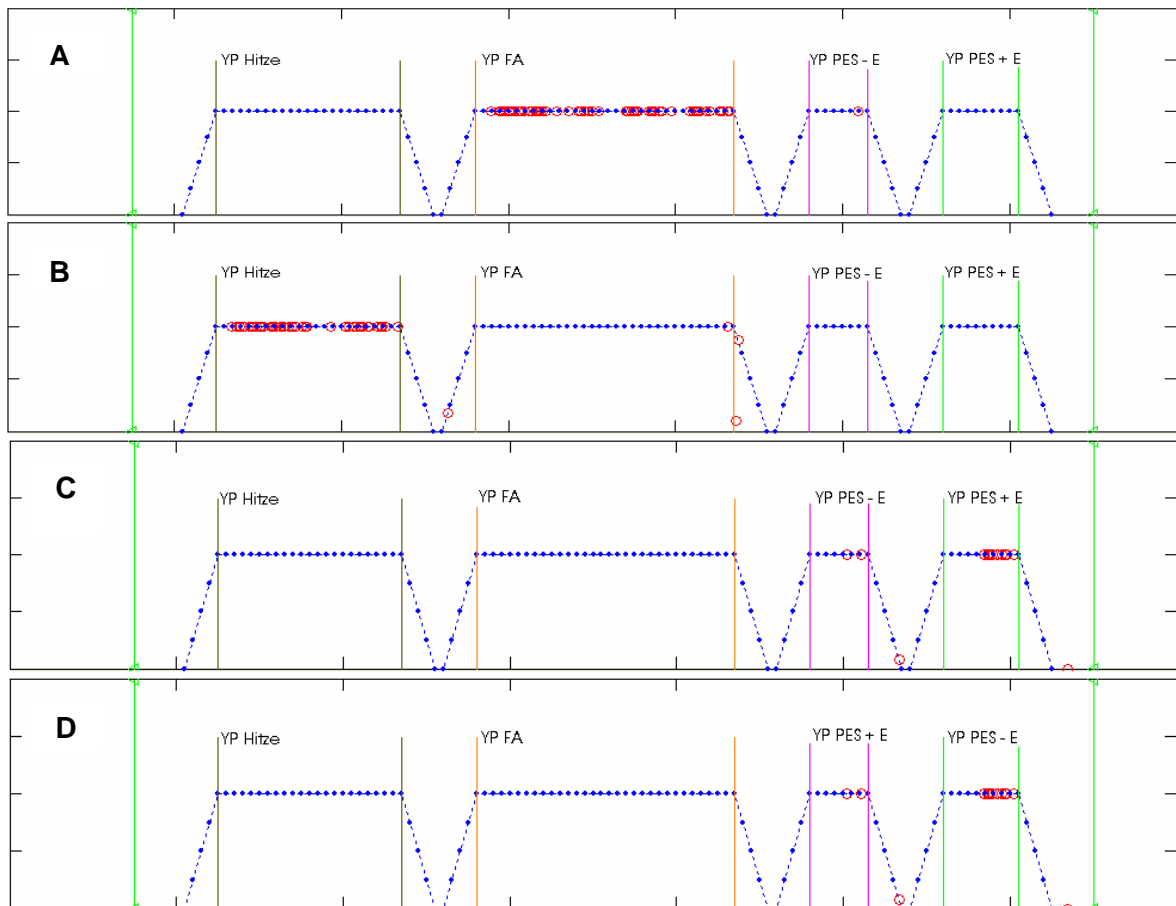 A
YP Hitze YP FA YP PES - E YP PES + E
B
YP Hitze YP FA YP PES - E YP PES + E
C
YP Hitze YP FA YP PES - E YP PES + E
D
YP Hitze YP FA YP PES + E YP PES - E